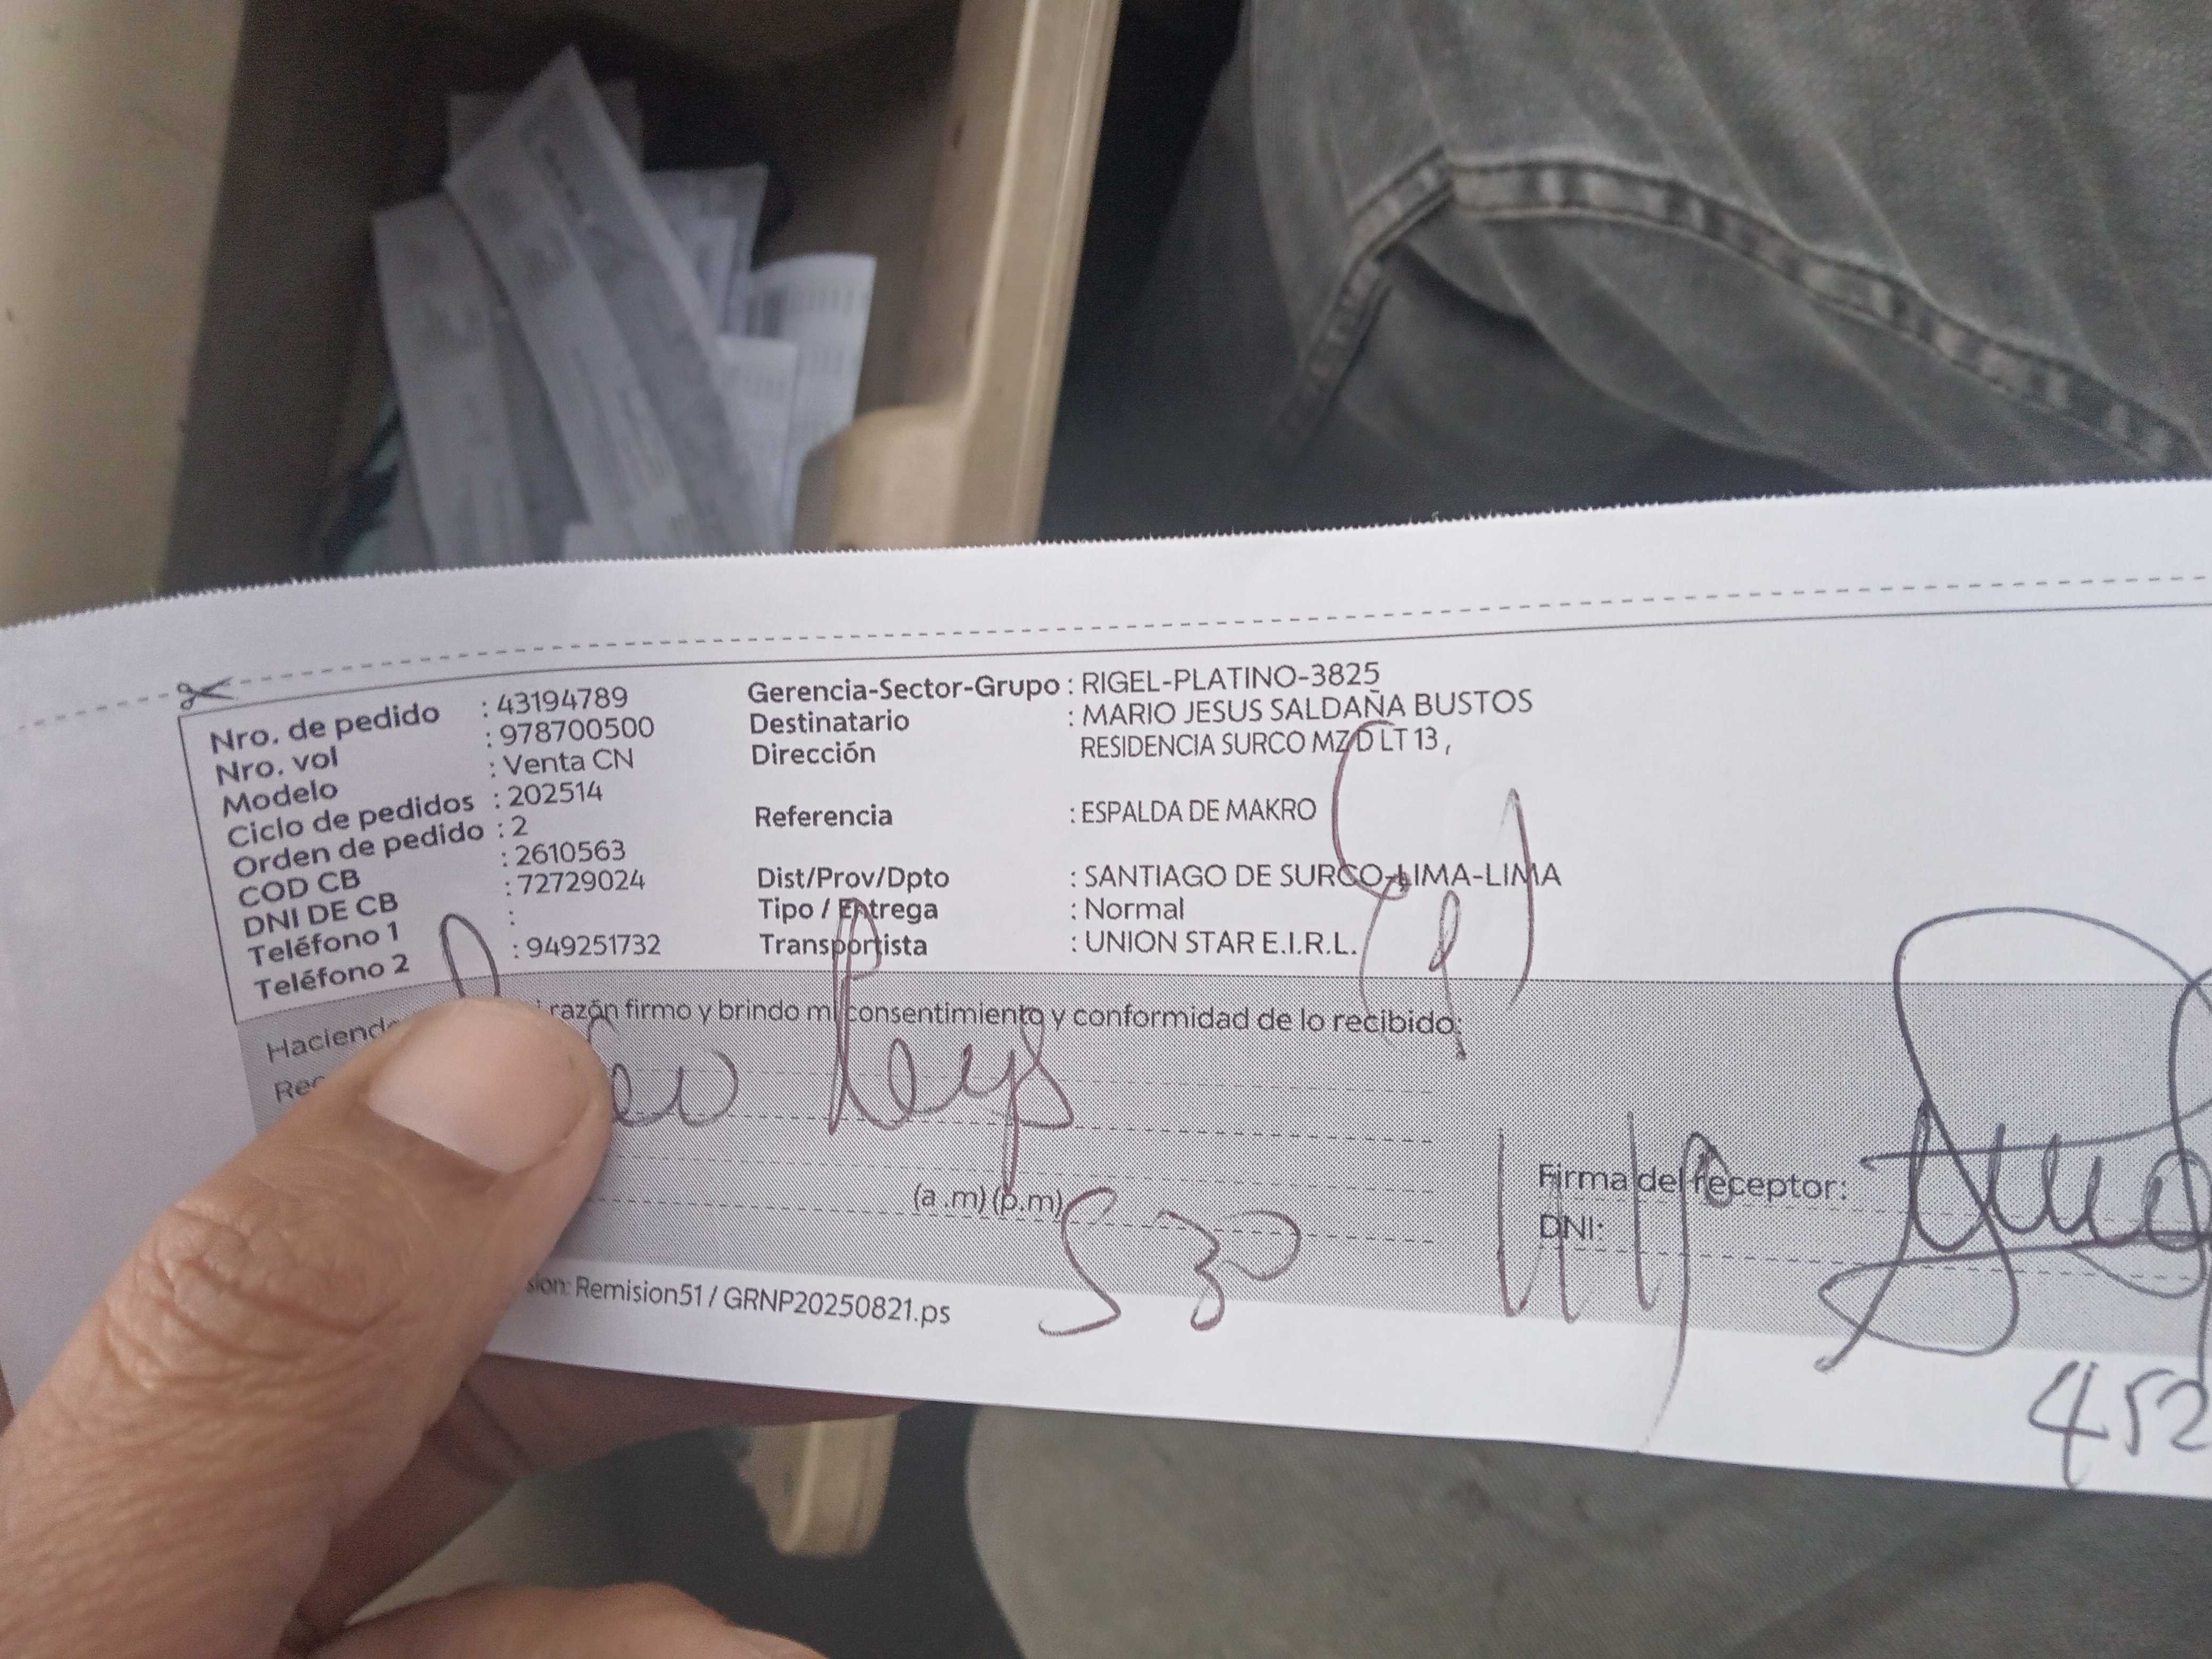 Nro. de pedido : 43194789
Nro. vol : 978700500
Modelo : Venta CN
Ciclo de pedidos : 202514
Orden de pedido : 2
COD CB : 2610563
DNI DE CB : 72729024
Teléfono 1 :
Teléfono 2 : 949251732
Gerencia-Sector-Grupo : RIGEL-PLATINO-3825
Destinatario : MARIO JESUS SALDAÑA BUSTOS
Dirección RESIDENCIA SURCO MZ D LT 13 ,
Referencia : ESPALDA DE MAKRO
Dist/Prov/Dpto : SANTIAGO DE SURCO-LIMA-LIMA
Tipo / Entrega : Normal
Transportista : UNION STAR E.I.R.L.
razón firmo y brindo mi consentimiento y conformidad de lo recibido:
(a .m) (p.m)
530
Firma del receptor:
DNI:
452
Remision51 / GRNP20250821.ps